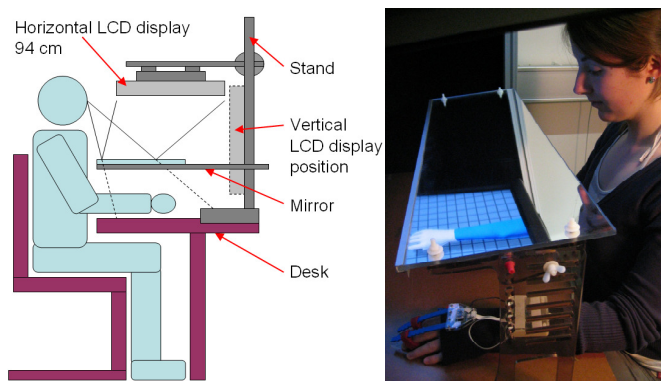 Horizontal LCD display
94 cm
Stand
Vertical
LCD display
position
Mirror
Desk